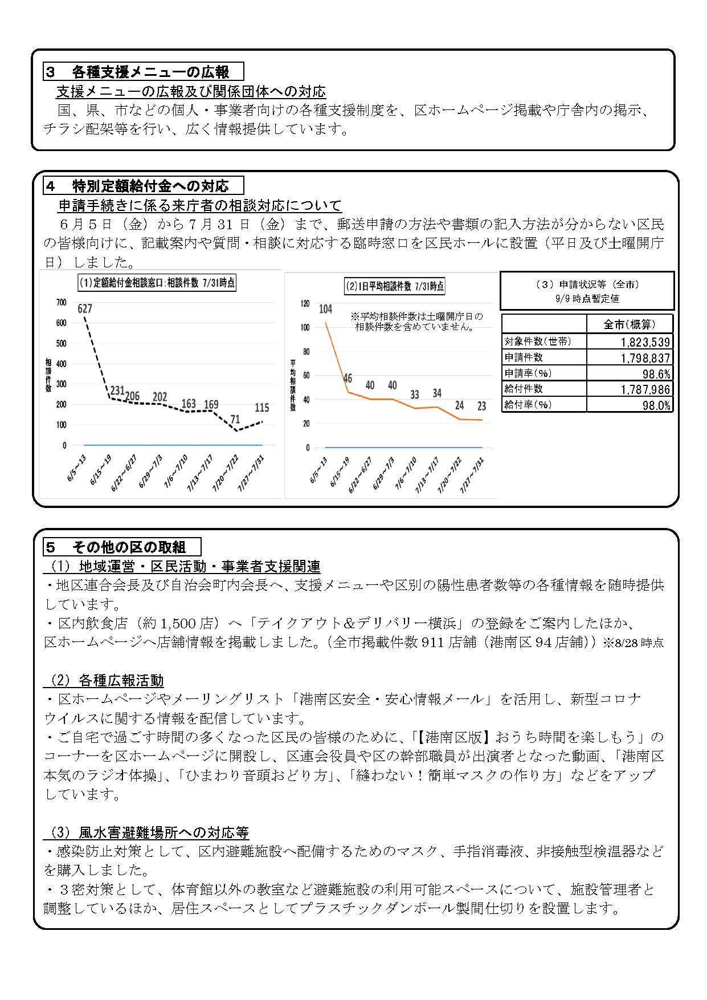 ３　各種支援メニューの広報
支援メニューの広報及び関係団体への対応
国、県、市などの個人・事業者向けの各種支援制度を、区ホームページ掲載や庁舎内の掲示、
チラシ配架等を行い、広く情報提供しています。
４　特別定額給付金への対応
申請手続きに係る来庁者の相談対応について
６月５日（金）から７月 31 日（金）まで、郵送申請の方法や書類の記入方法が分からない区民
の皆様向けに、記載案内や質問・相談に対応する臨時窓口を区民ホールに設置（平日及び土曜開庁
日）しました。
(1)定額給付金相談窓口：相談件数 7/31時点
700
600
500
400
300
200
100
0
相談件数
627
231
206
202
163
169
71
115
6/5～13
6/15～19
6/22～6/27
6/29～7/3
7/6～7/10
7/13～7/17
7/20～7/22
7/27～7/31
(2)1日平均相談件数 7/31時点
※平均相談件数は土曜開庁日の
相談件数を含めていません。
120
100
80
60
40
20
0
平均相談件数
104
46
40
40
33
34
24
23
6/5～13
6/15～19
6/22～6/27
6/29～7/3
7/6～7/10
7/13～7/17
7/20～7/22
7/27～7/31
（３）申請状況等（全市）
9/9 時点暫定値
全市（概算）
対象件数（世帯） 1,823,539
申請件数 1,798,837
申請率（％） 98.6%
給付件数 1,787,986
給付率（％） 98.0%
５　その他の区の取組
（1）地域運営・区民活動・事業者支援関連
・地区連合会長及び自治会町内会長へ、支援メニューや区別の陽性患者数等の各種情報を随時提供
しています。
・区内飲食店（約 1,500 店）へ「テイクアウト＆デリバリー横浜」の登録をご案内したほか、
区ホームページへ店舗情報を掲載しました。（全市掲載件数 911 店舗（港南区 94 店舗））※8/28 時点
（2）各種広報活動
・区ホームページやメーリングリスト「港南区安全・安心情報メール」を活用し、新型コロナ
ウイルスに関する情報を配信しています。
・ご自宅で過ごす時間の多くなった区民の皆様のために、「【港南区版】おうち時間を楽しもう」の
コーナーを区ホームページに開設し、区連会役員や区の幹部職員が出演者となった動画、「港南区
本気のラジオ体操」、「ひまわり音頭おどり方」、「縫わない！簡単マスクの作り方」などをアップ
しています。
（3）風水害避難場所への対応等
・感染防止対策として、区内避難施設へ配備するためのマスク、手指消毒液、非接触型検温器など
を購入しました。
・３密対策として、体育館以外の教室など避難施設の利用可能スペースについて、施設管理者と
調整しているほか、居住スペースとしてプラスチックダンボール製間仕切りを設置します。